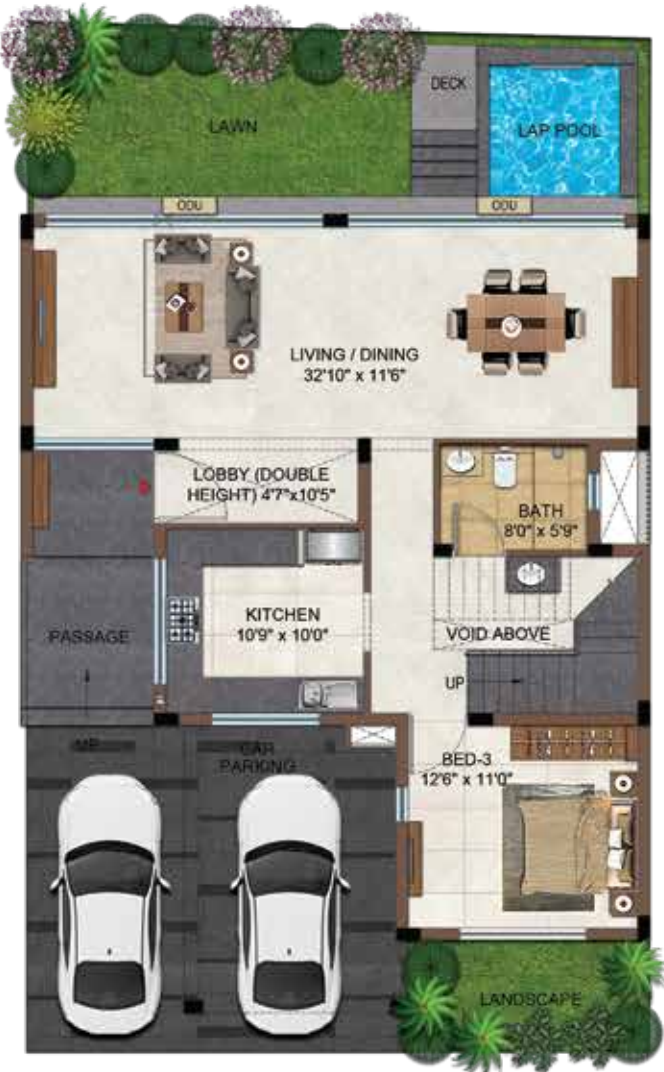 DECK
LAWN
LAP POOL
ODU
ODU
LIVING / DINING
32'10" x 11'6"
LOBBY (DOUBLE
HEIGHT) 4'7"x10'5"
BATH
8'0" x 5'9"
KITCHEN
10'9" x 10'0"
PASSAGE
VOID ABOVE
UP
CAR
PARKING
BED-3
12'6" x 11'0"
LANDSCAPE